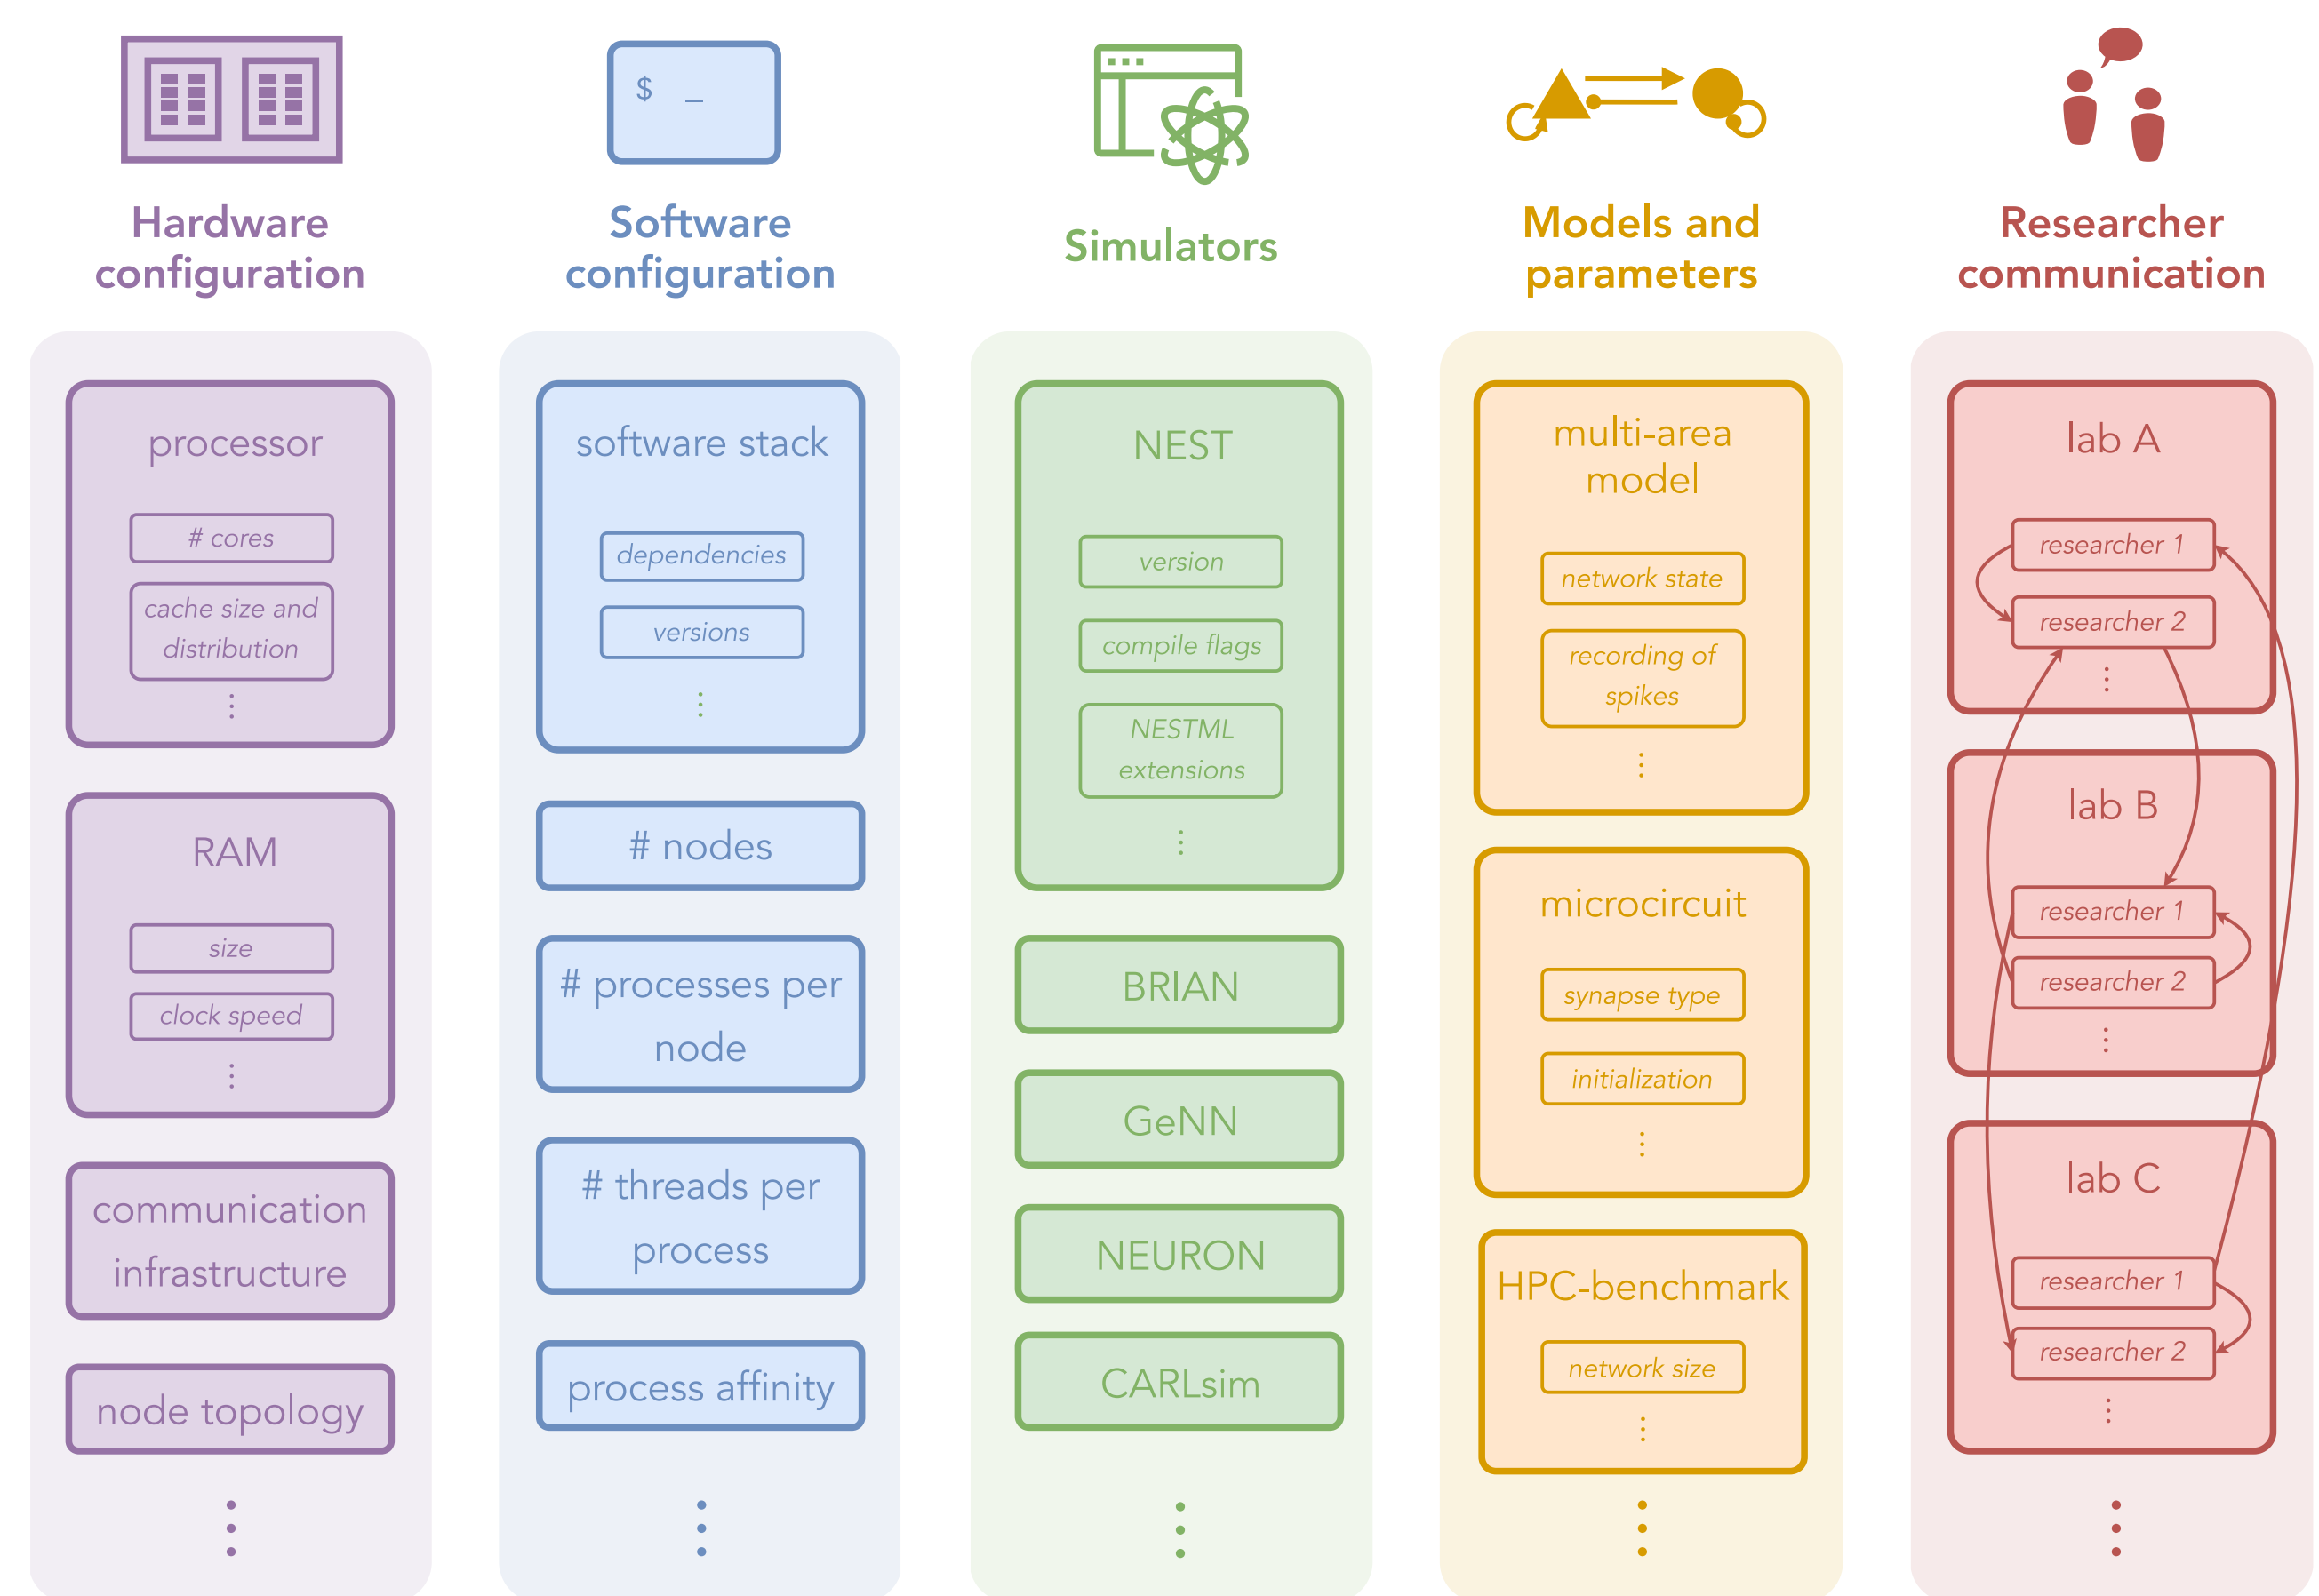 $ _
Hardware
configuration
processor
# cores
cache size and
distribution
RAM
size
clock speed
communication
infrastructure
node topology
Software
configuration
software stack
dependencies
versions
# nodes
# processes per
node
# threads per
process
process affinity
Simulators
NEST
version
compile flags
NESTML
extensions
BRIAN
GeNN
NEURON
CARLsim
Models and
parameters
multi-area
model
network state
recording of
spikes
microcircuit
synapse type
initialization
HPC-benchmark
network size
Researcher
communication
lab A
researcher 1
researcher 2
lab B
researcher 1
researcher 2
lab C
researcher 1
researcher 2